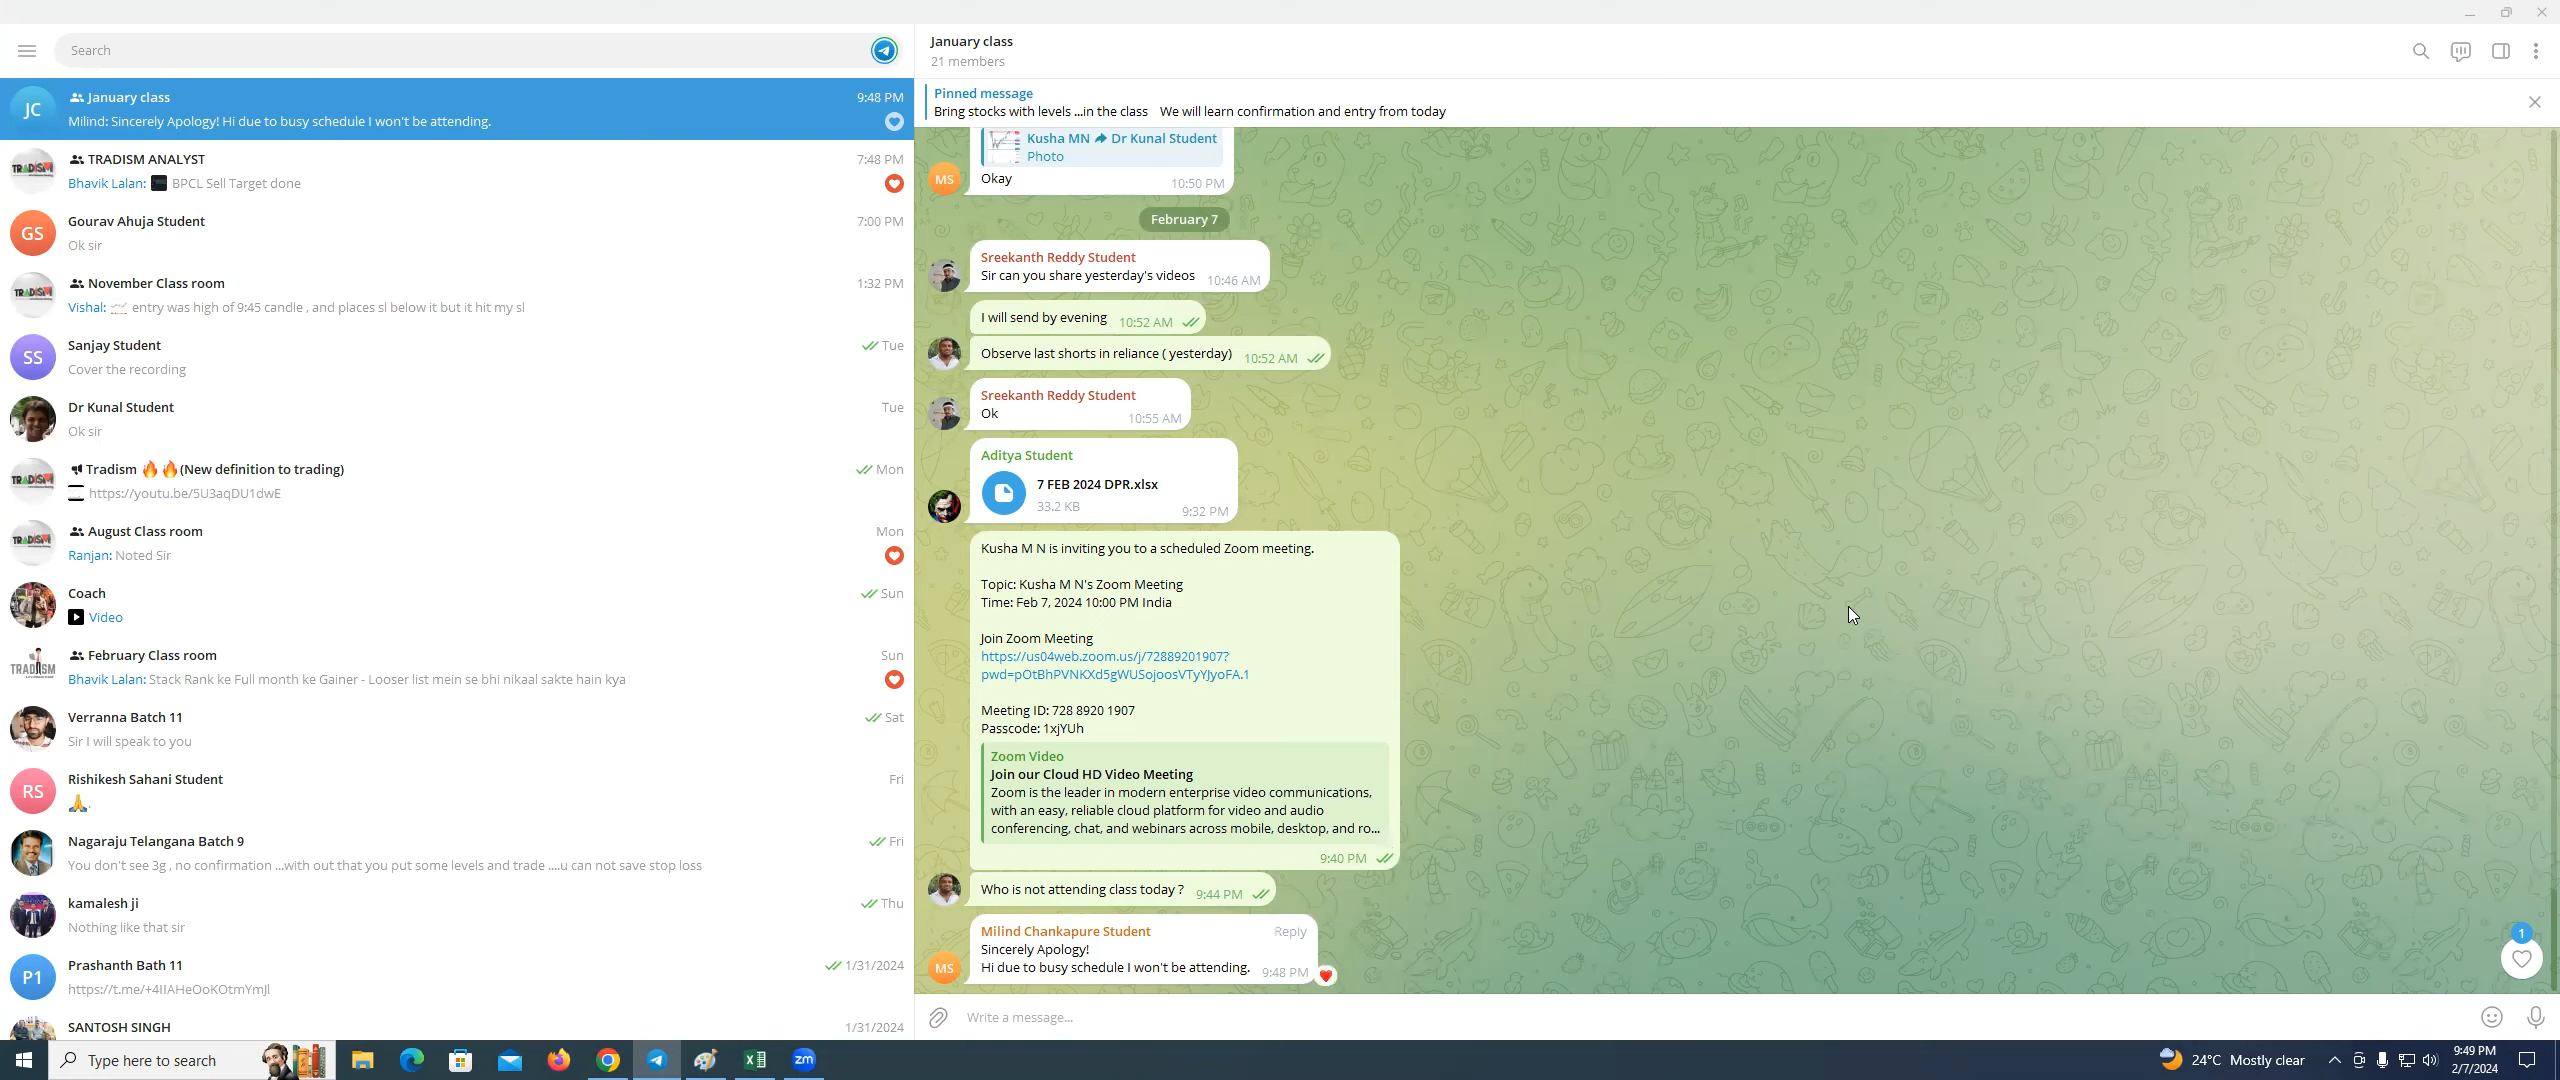 Search
JC
January class
9:48 PM
Milind: Sincerely Apology! Hi due to busy schedule I won't be attending.
TRADISM
TRADISM ANALYST
7:48 PM
Bhavik Lalan: BPCL Sell Target done
GS
Gourav Ahuja Student
7:00 PM
Ok sir
TRADISM
November Class room
1:32 PM
Vishal: entry was high of 9:45 candle , and places sl below it but it hit my sl
SS
Sanjay Student
Tue
Cover the recording
Dr Kunal Student
Tue
Ok sir
TRADISM
Tradism 🔥🔥(New definition to trading)
Mon
https://youtu.be/5U3aqDU1dwE
TRADISM
August Class room
Mon
Ranjan: Noted Sir
Coach
Sun
Video
TRADISM
February Class room
Sun
Bhavik Lalan: Stack Rank ke Full month ke Gainer - Looser list mein se bhi nikaal sakte hain kya
Verranna Batch 11
Sat
Sir I will speak to you
RS
Rishikesh Sahani Student
Fri
🙏.
Nagaraju Telangana Batch 9
Fri
You don't see 3g , no confirmation ...with out that you put some levels and trade ....u can not save stop loss
kamalesh ji
Thu
Nothing like that sir
P1
Prashanth Bath 11
1/31/2024
https://t.me/+4IIAHeOoKOtmYmJl
SANTOSH SINGH
1/31/2024
January class
21 members
Pinned message
Bring stocks with levels ...in the class We will learn confirmation and entry from today
Kusha MN ➦ Dr Kunal Student
Photo
MS
Okay
10:50 PM
February 7
Sreekanth Reddy Student
Sir can you share yesterday's videos 10:46 AM
I will send by evening 10:52 AM
Observe last shorts in reliance ( yesterday) 10:52 AM
Sreekanth Reddy Student
Ok
10:55 AM
Aditya Student
7 FEB 2024 DPR.xlsx
33.2 KB
9:32 PM
Kusha M N is inviting you to a scheduled Zoom meeting.
Topic: Kusha M N's Zoom Meeting
Time: Feb 7, 2024 10:00 PM India
Join Zoom Meeting
https://us04web.zoom.us/j/72889201907?
pwd=pOtBhPVNKXd5gWUSojoosVTyYJyoFA.1
Meeting ID: 728 8920 1907
Passcode: 1xjYUh
Zoom Video
Join our Cloud HD Video Meeting
Zoom is the leader in modern enterprise video communications,
with an easy, reliable cloud platform for video and audio
conferencing, chat, and webinars across mobile, desktop, and ro...
9:40 PM
Who is not attending class today ? 9:44 PM
Milind Chankapure Student
Reply
Sincerely Apology!
MS
Hi due to busy schedule I won't be attending. 9:48 PM
1
Write a message...
Type here to search
zm
24°C Mostly clear
9:49 PM
2/7/2024